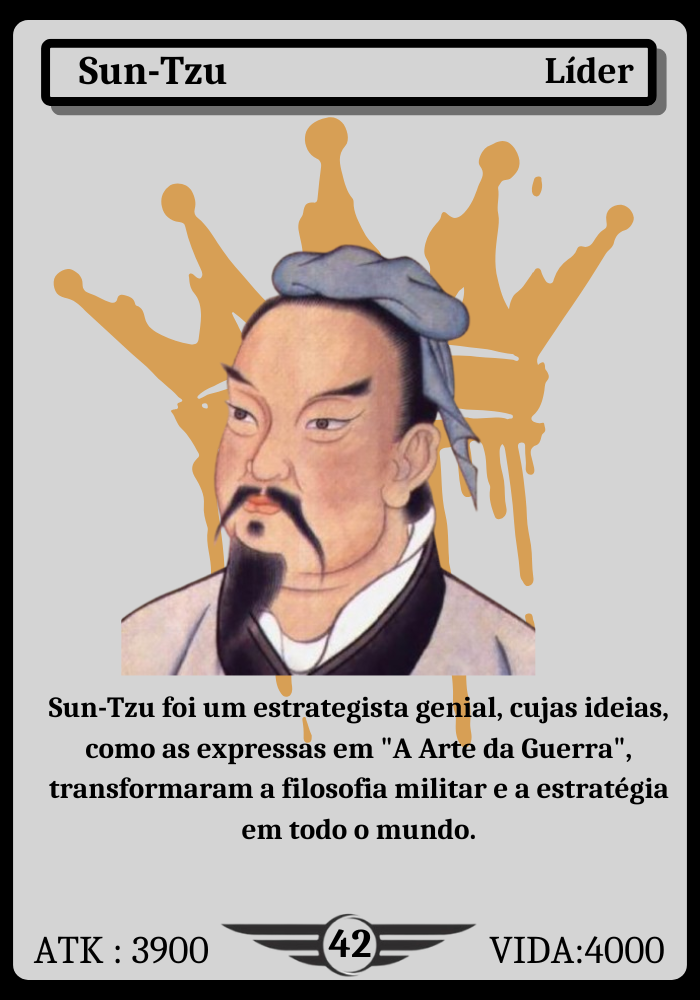 Sun-Tzu Líder
Sun-Tzu foi um estrategista genial, cujas ideias,
como as expressas em "A Arte da Guerra",
transformaram a filosofia militar e a estratégia
em todo o mundo.
ATK : 3900 42 VIDA:4000